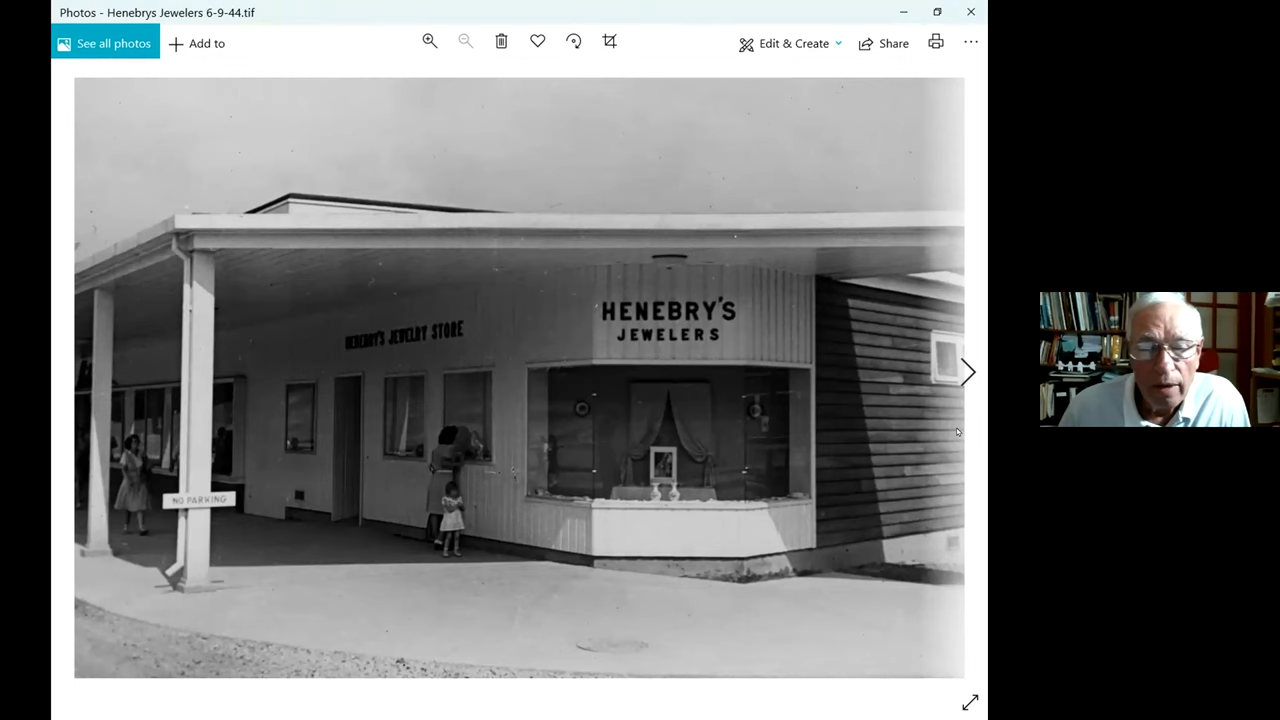 Photos - Henebrys Jewelers 6-9-44.tif
See all photos
Add to
Edit & Create
Share
HENEBRY'S
JEWELERS
HENEBRY'S JEWELRY STORE
NO PARKING